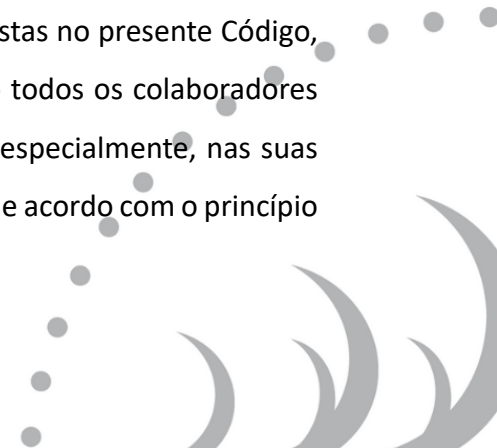 stas no presente Código,
todos os colaboradores
especialmente, nas suas
e acordo com o princípio